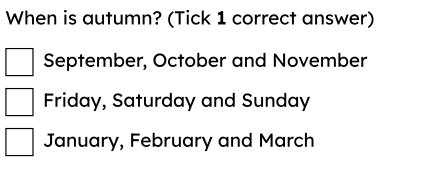 When is autumn? (Tick 1 correct answer)
September, October and November
Friday, Saturday and Sunday
January, February and March